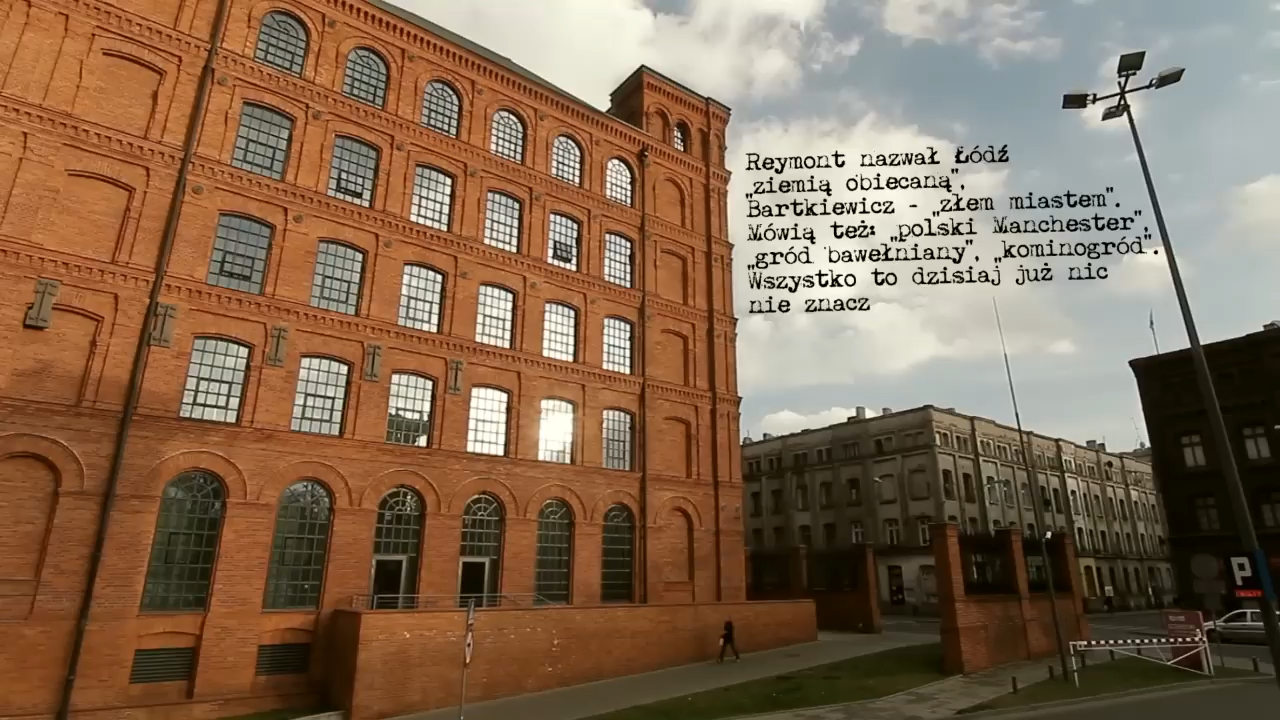 Reymont nazwał Łódź
„ziemią obiecaną”,
Bartkiewicz - „złem miastem”.
Mówią też: „polski Manchester”,
„gród bawełniany”, „kominogród”.
Wszystko to dzisiaj już nic
nie znacz
P